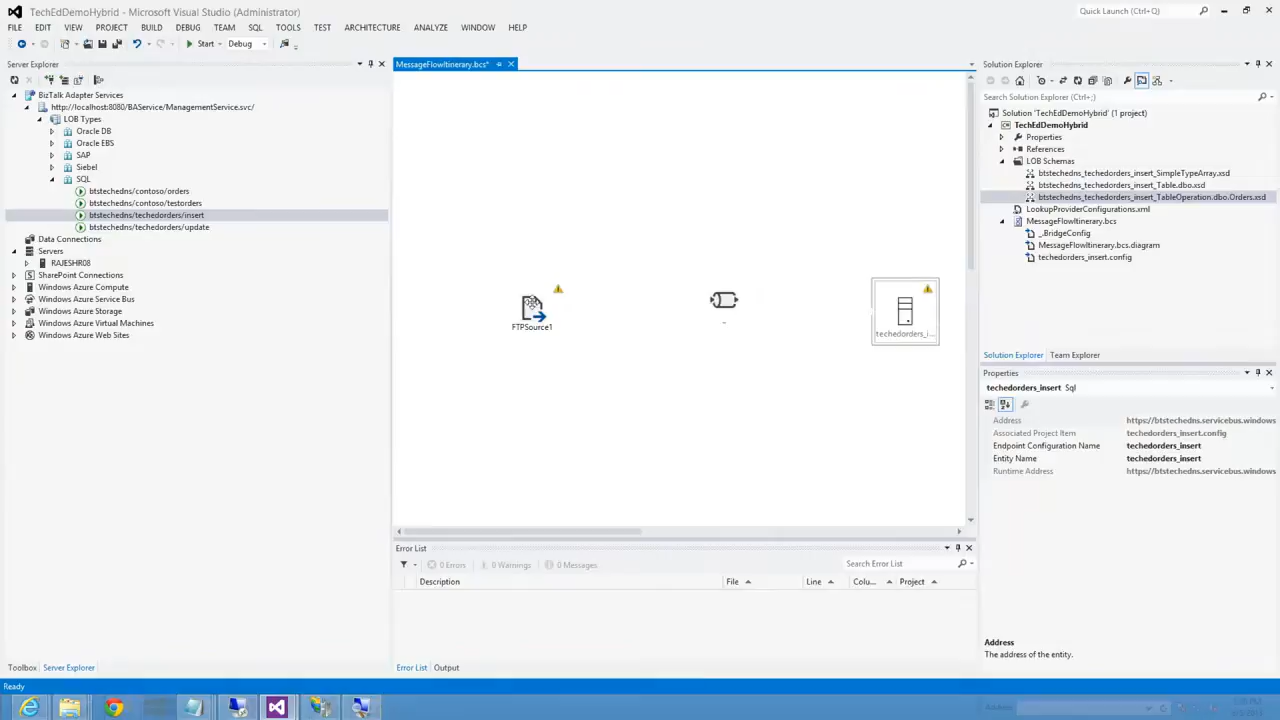 TechEdDemoHybrid - Microsoft Visual Studio (Administrator)
Quick Launch (Ctrl+Q)
FILE EDIT VIEW PROJECT BUILD DEBUG TEAM SQL TOOLS TEST ARCHITECTURE ANALYZE WINDOW HELP
Start Debug
Server Explorer
BizTalk Adapter Services
http://localhost:8080/BAService/ManagementService.svc/
LOB Types
Oracle DB
Oracle EBS
SAP
Siebel
SQL
btstechedns/contoso/orders
btstechedns/contoso/testorders
btstechedns/techedorders/insert
btstechedns/techedorders/update
Data Connections
Servers
RAJESHR08
SharePoint Connections
Windows Azure Compute
Windows Azure Service Bus
Windows Azure Storage
Windows Azure Virtual Machines
Windows Azure Web Sites
Toolbox Server Explorer
MessageFlowItinerary.bcs*
FTPSource1
techedorders_i...
Error List
0 Errors 0 Warnings 0 Messages
Search Error List
Description File Line Colu... Project
Error List Output
Solution Explorer
Search Solution Explorer (Ctrl+;)
Solution 'TechEdDemoHybrid' (1 project)
TechEdDemoHybrid
Properties
References
LOB Schemas
btstechedns_techedorders_insert_SimpleTypeArray.xsd
btstechedns_techedorders_insert_Table.dbo.xsd
btstechedns_techedorders_insert_TableOperation.dbo.Orders.xsd
LookupProviderConfigurations.xml
MessageFlowItinerary.bcs
_.BridgeConfig
MessageFlowItinerary.bcs.diagram
techedorders_insert.config
Solution Explorer Team Explorer
Properties
techedorders_insert Sql
Address https://btstechedns.servicebus.windows
Associated Project Item techedorders_insert.config
Endpoint Configuration Name techedorders_insert
Entity Name techedorders_insert
Runtime Address https://btstechedns.servicebus.windows
Address
The address of the entity.
Ready
Address